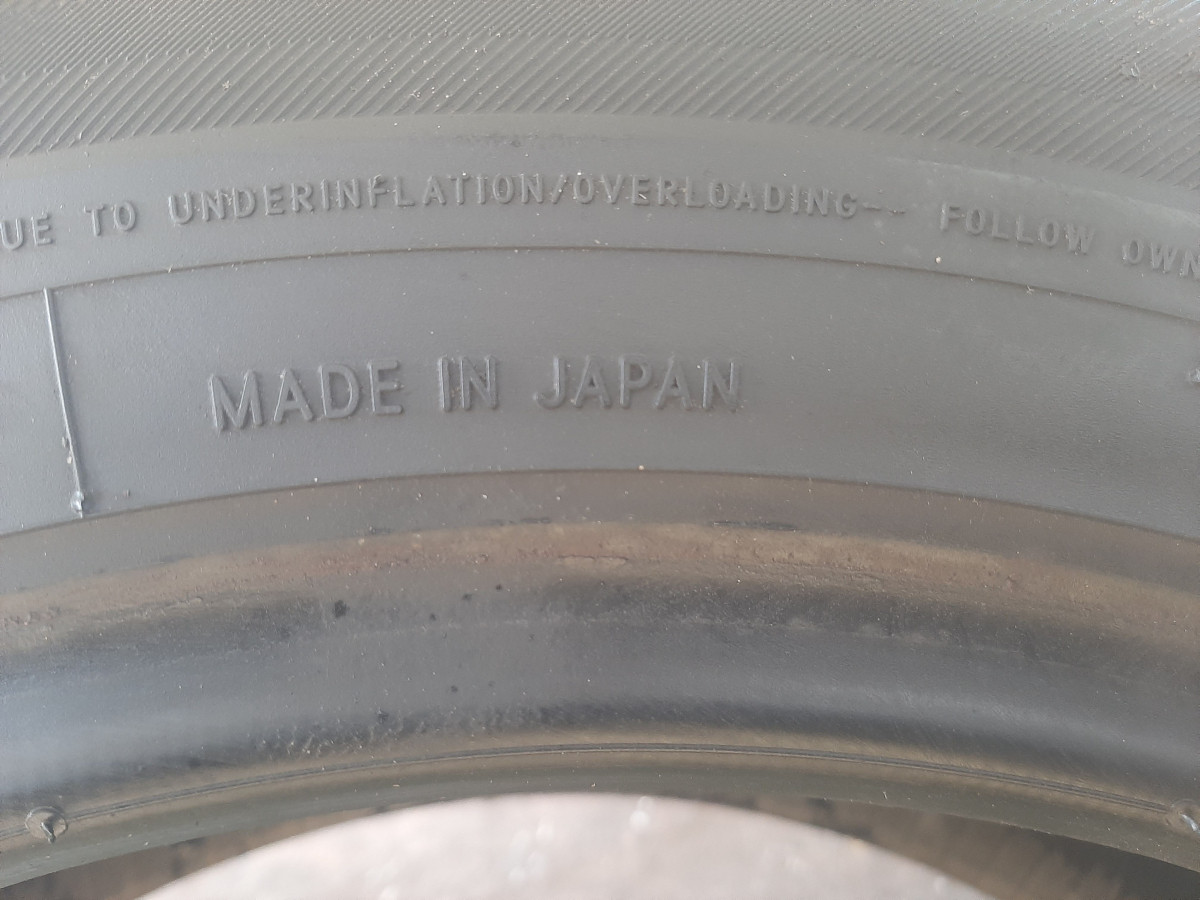 UE TO UNDERINFLATION/OVERLOADING-- FOLLOW OWN
MADE IN JAPAN